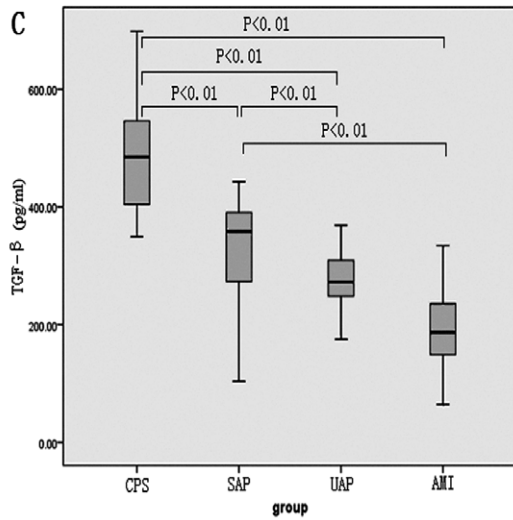 C
P<0.01
P<0.01
P<0.01 P<0.01
P<0.01
TGF-β (pg/ml)
600.00
400.00
200.00
0.00
CPS SAP UAP AMI
group